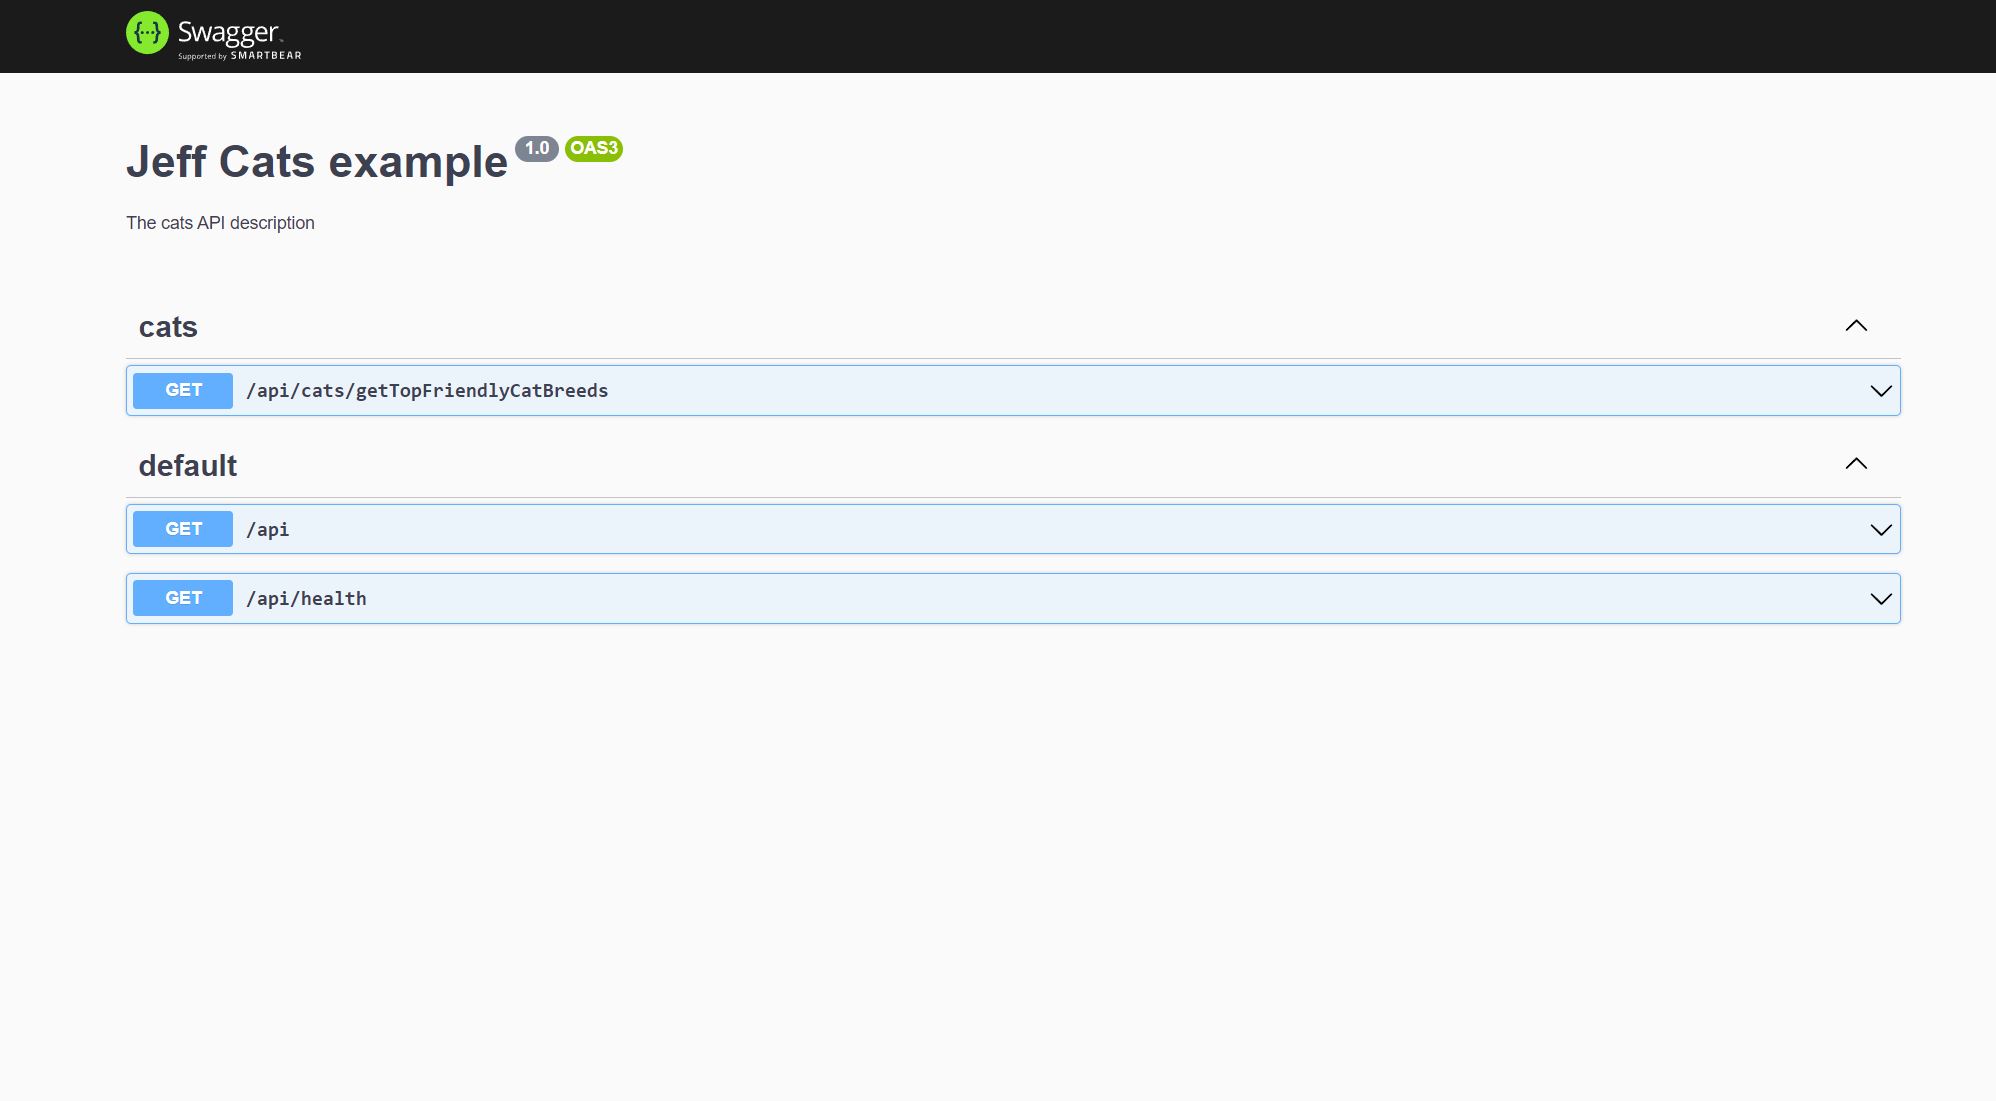 Swagger
Supported by SMARTBEAR
Jeff Cats example 1.0 OAS3
The cats API description
cats
GET /api/cats/getTopFriendlyCatBreeds
default
GET /api
GET /api/health